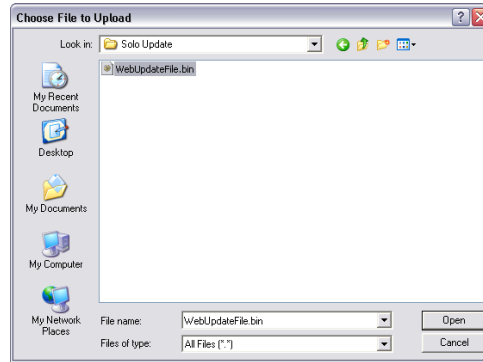 Choose File to Upload
Look in: Solo Update
WebUpdateFile.bin
My Recent
Documents
Desktop
My Documents
My Computer
My Network
Places
File name: WebUpdateFile.bin Open
Files of type: All Files (*.*) Cancel